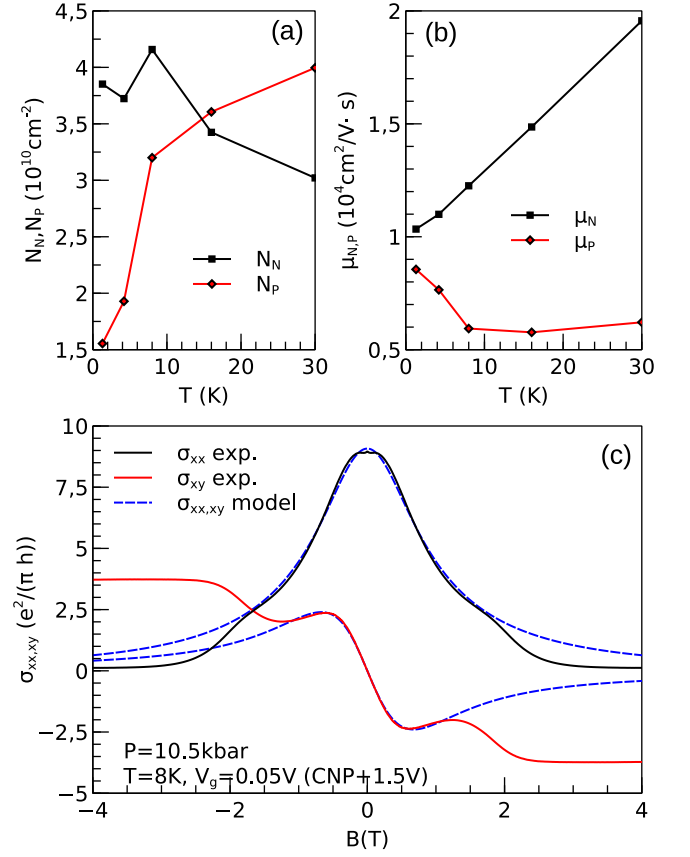 (a)
4,5
4
3,5
3
2,5
2
1,5
N_N,N_P (10^10cm^-2)
N_N
N_P
0 10 20 30
T (K)
(b)
2
1,5
1
0,5
μ_N,P (10^4cm^2/V· s)
μ_N
μ_P
0 10 20 30
T (K)
(c)
10
7.5
5
2.5
0
−2.5
−5
σ_xx,xy (e^2/(π h))
σ_xx exp.
σ_xy exp.
σ_xx,xy model
P=10.5kbar
T=8K, V_g=0.05V (CNP+1.5V)
−4 −2 0 2 4
B(T)